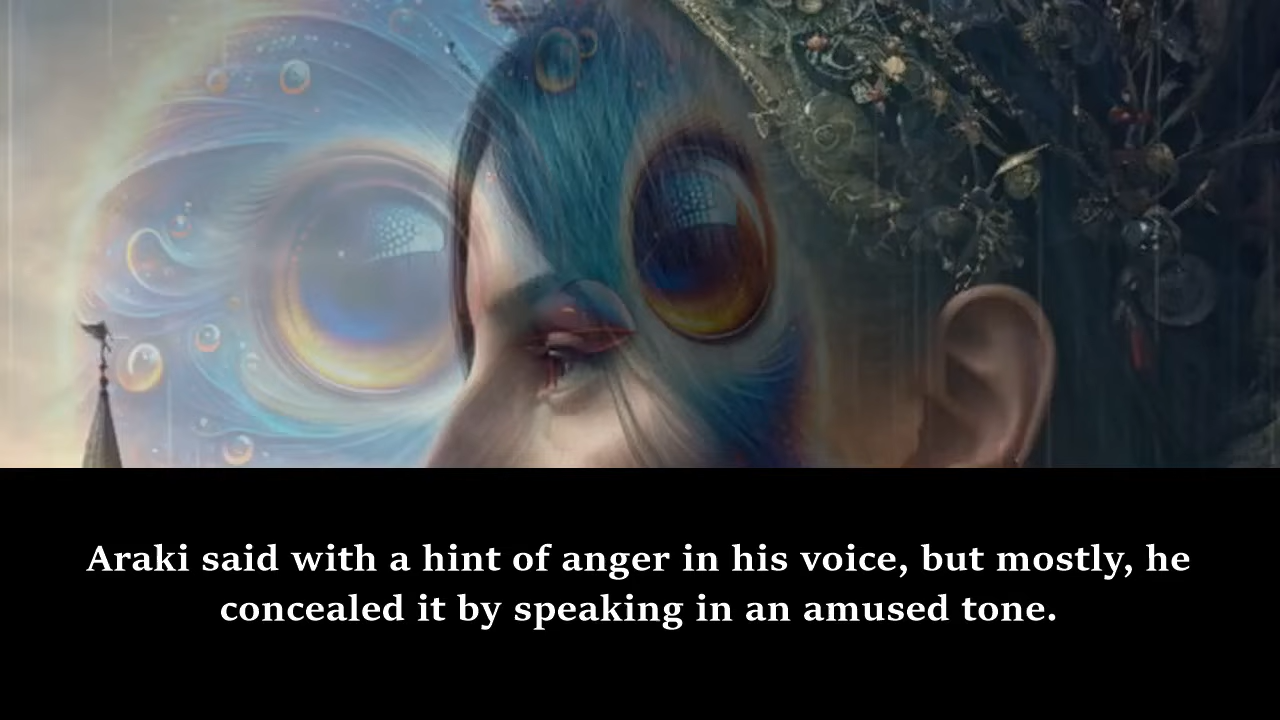 Araki said with a hint of anger in his voice, but mostly, he
concealed it by speaking in an amused tone.